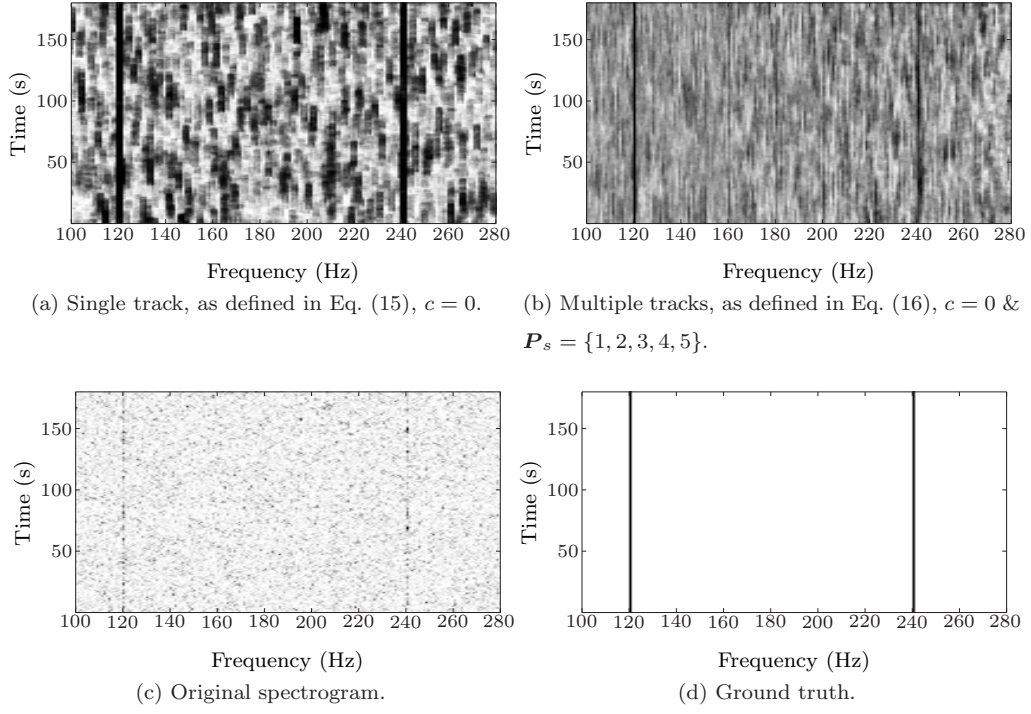 150
100
50
Time (s)
100 120 140 160 180 200 220 240 260 280
Frequency (Hz)
(a) Single track, as defined in Eq. (15), c = 0.
150
100
50
Time (s)
100 120 140 160 180 200 220 240 260 280
Frequency (Hz)
(b) Multiple tracks, as defined in Eq. (16), c = 0 &
P_s = {1, 2, 3, 4, 5}.
150
100
50
Time (s)
100 120 140 160 180 200 220 240 260 280
Frequency (Hz)
(c) Original spectrogram.
150
100
50
Time (s)
100 120 140 160 180 200 220 240 260 280
Frequency (Hz)
(d) Ground truth.